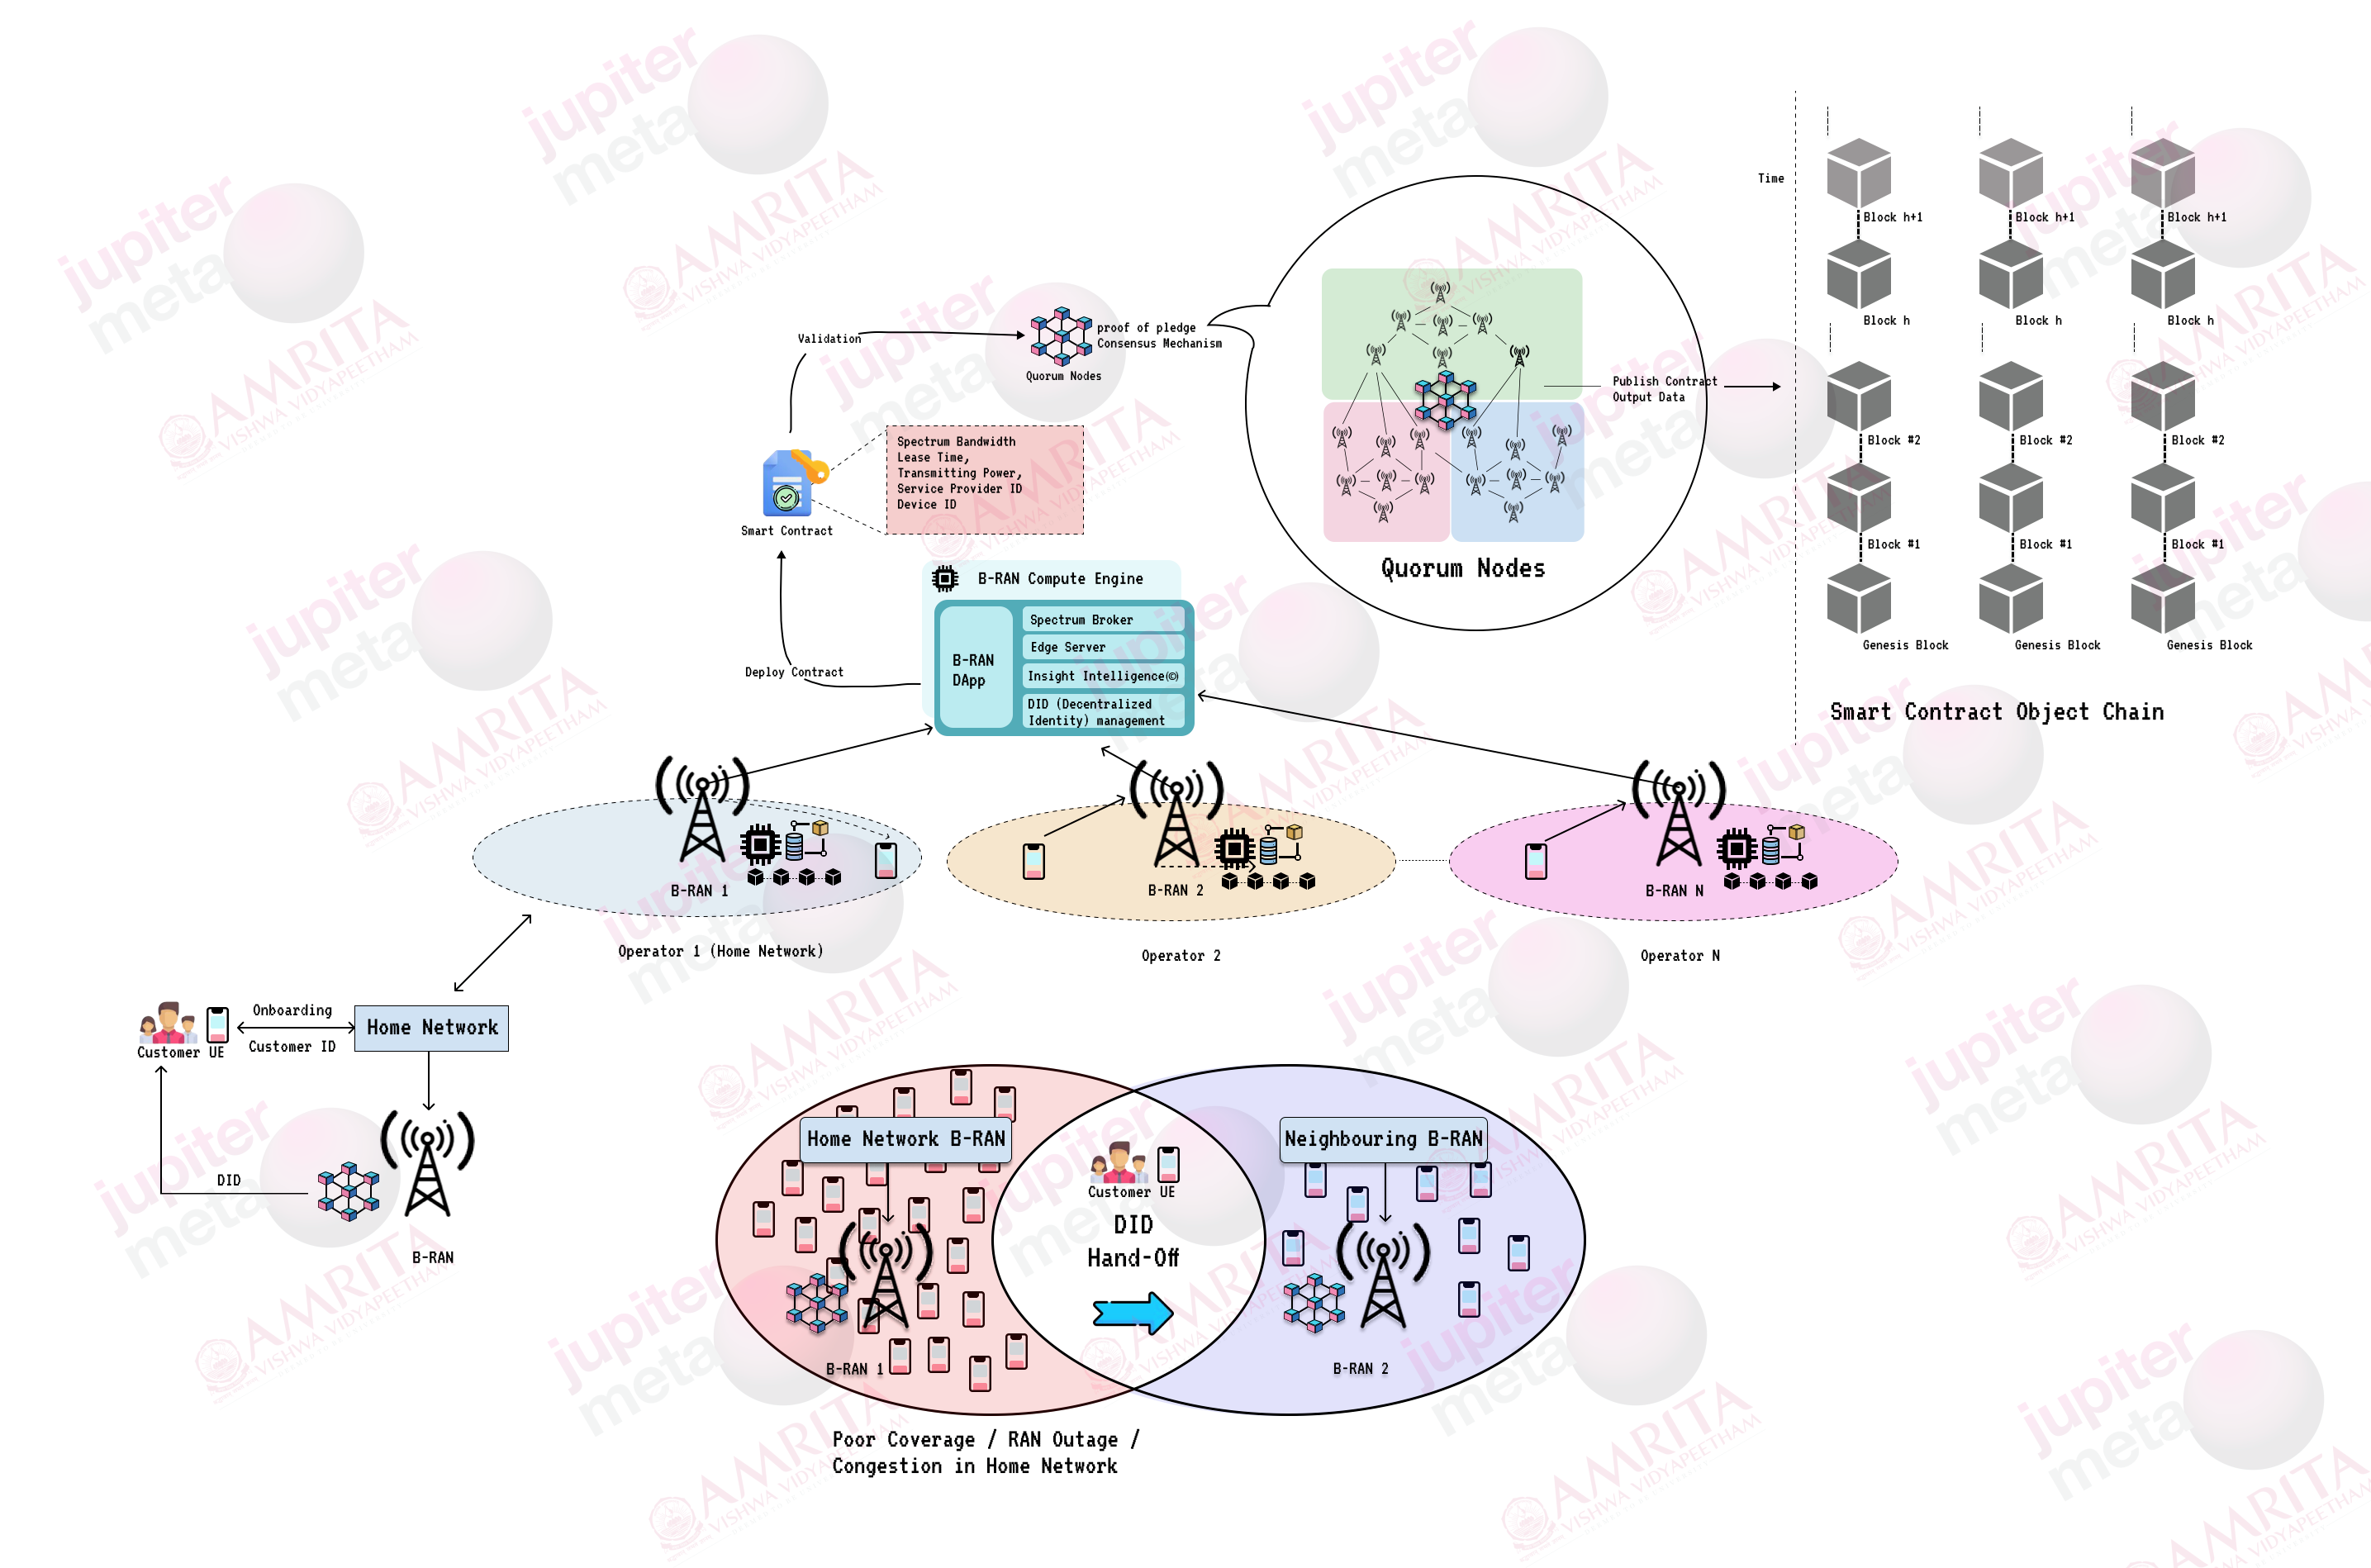 Time
Block h+1
Block h+1
Block h+1
Block h
Block h
Block h
Block #2
Block #2
Block #2
Block #1
Block #1
Block #1
Genesis Block
Genesis Block
Genesis Block
Smart Contract Object Chain
Validation
proof of pledge
Consensus Mechanism
Quorum Nodes
Publish Contract
Output Data
Quorum Nodes
Spectrum Bandwidth
Lease Time,
Transmitting Power,
Service Provider ID
Device ID
Smart Contract
Deploy Contract
B-RAN Compute Engine
B-RAN
DApp
Spectrum Broker
Edge Server
Insight Intelligence(©)
DID (Decentralized
Identity) management
B-RAN 1
B-RAN 2
B-RAN N
Operator 1 (Home Network)
Operator 2
Operator N
Onboarding
Customer ID
Home Network
Customer UE
DID
B-RAN
Home Network B-RAN
Neighbouring B-RAN
Customer UE
DID
Hand-Off
B-RAN 1
B-RAN 2
Poor Coverage / RAN Outage /
Congestion in Home Network
jupiter
meta
AMRITA
VISHWA VIDYAPEETHAM